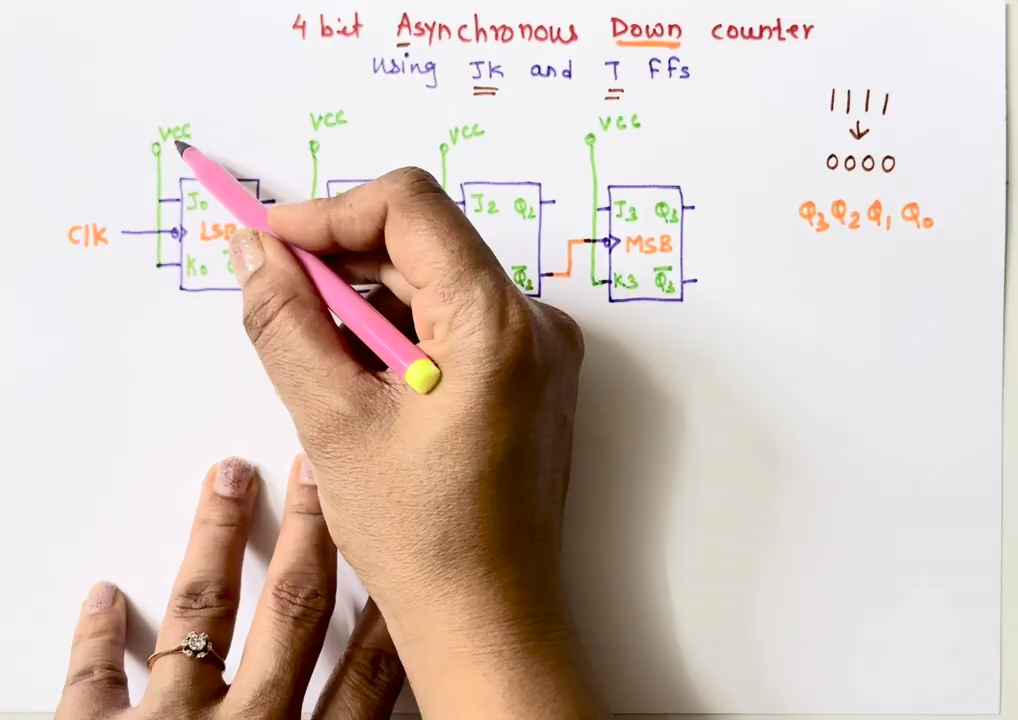 4 bit Asynchronous Down counter
using JK and T FFs
1111
0000
Q3 Q2 Q1 Q0
VCC VCC VCC VCC
J0 J2 Q2 J3 Q3
Clk MSB
K0 Q̅2 K3 Q̅3